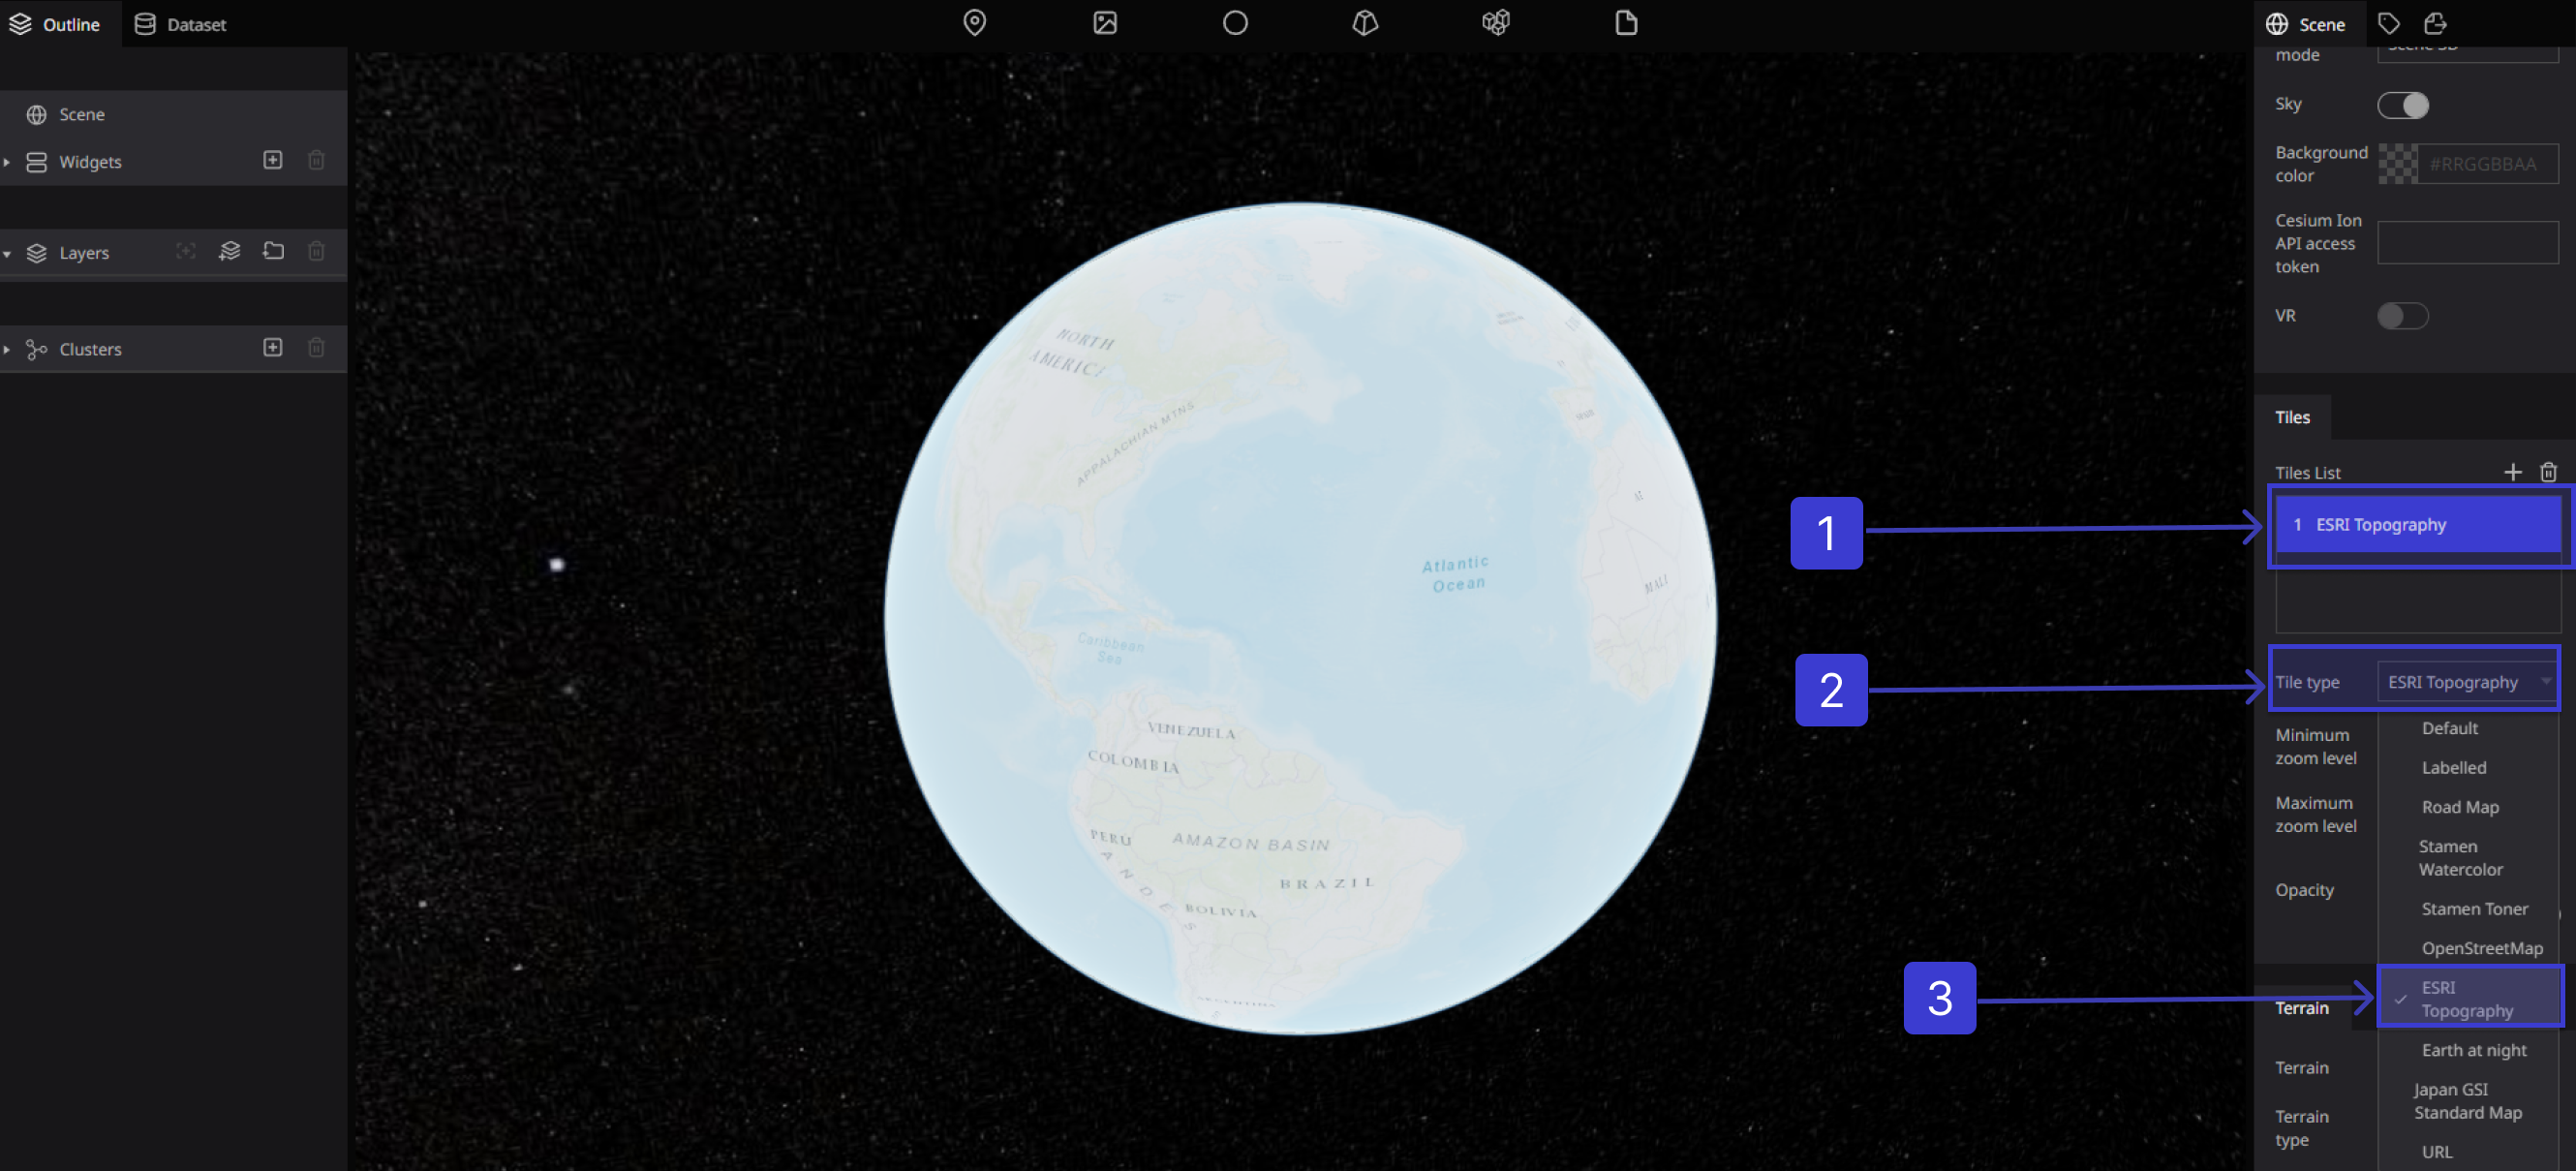 Outline
Dataset
Scene
Scene
Widgets
Layers
Clusters
NORTH
AMERICA
APPALACHIAN MTNS
Atlantic
Ocean
MALI
Caribbean
Sea
VENEZUELA
COLOMBIA
PERU
AMAZON BASIN
BRAZIL
ANDES
BOLIVIA
ARGENTINA
1
2
3
mode
Scene 3D
Sky
Background
color
#RRGGBBAA
Cesium Ion
API access
token
VR
Tiles
Tiles List
1 ESRI Topography
Tile type
ESRI Topography
Minimum
zoom level
Maximum
zoom level
Opacity
Default
Labelled
Road Map
Stamen
Watercolor
Stamen Toner
OpenStreetMap
ESRI
Topography
Earth at night
Japan GSI
Standard Map
URL
Terrain
Terrain
Terrain
type